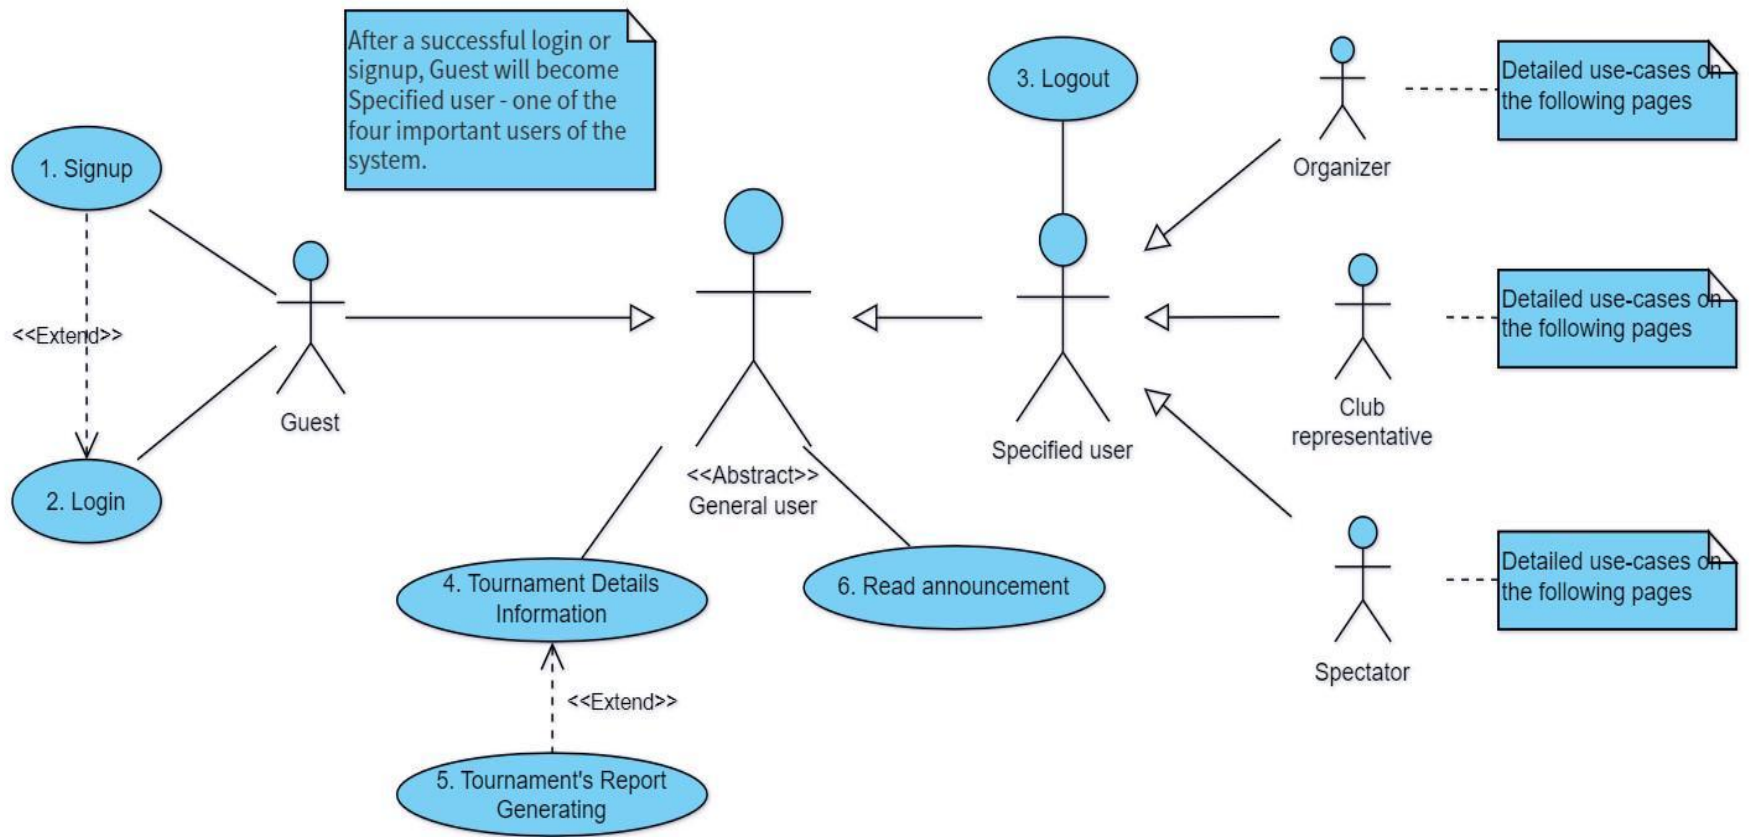 After a successful login or
signup, Guest will become
Specified user - one of the
four important users of the
system.
3. Logout
Detailed use-cases on
the following pages
Organizer
1. Signup
<<Extend>>
2. Login
Guest
<<Abstract>>
General user
Specified user
Detailed use-cases on
the following pages
Club
representative
4. Tournament Details
Information
6. Read announcement
Detailed use-cases on
the following pages
Spectator
<<Extend>>
5. Tournament's Report
Generating